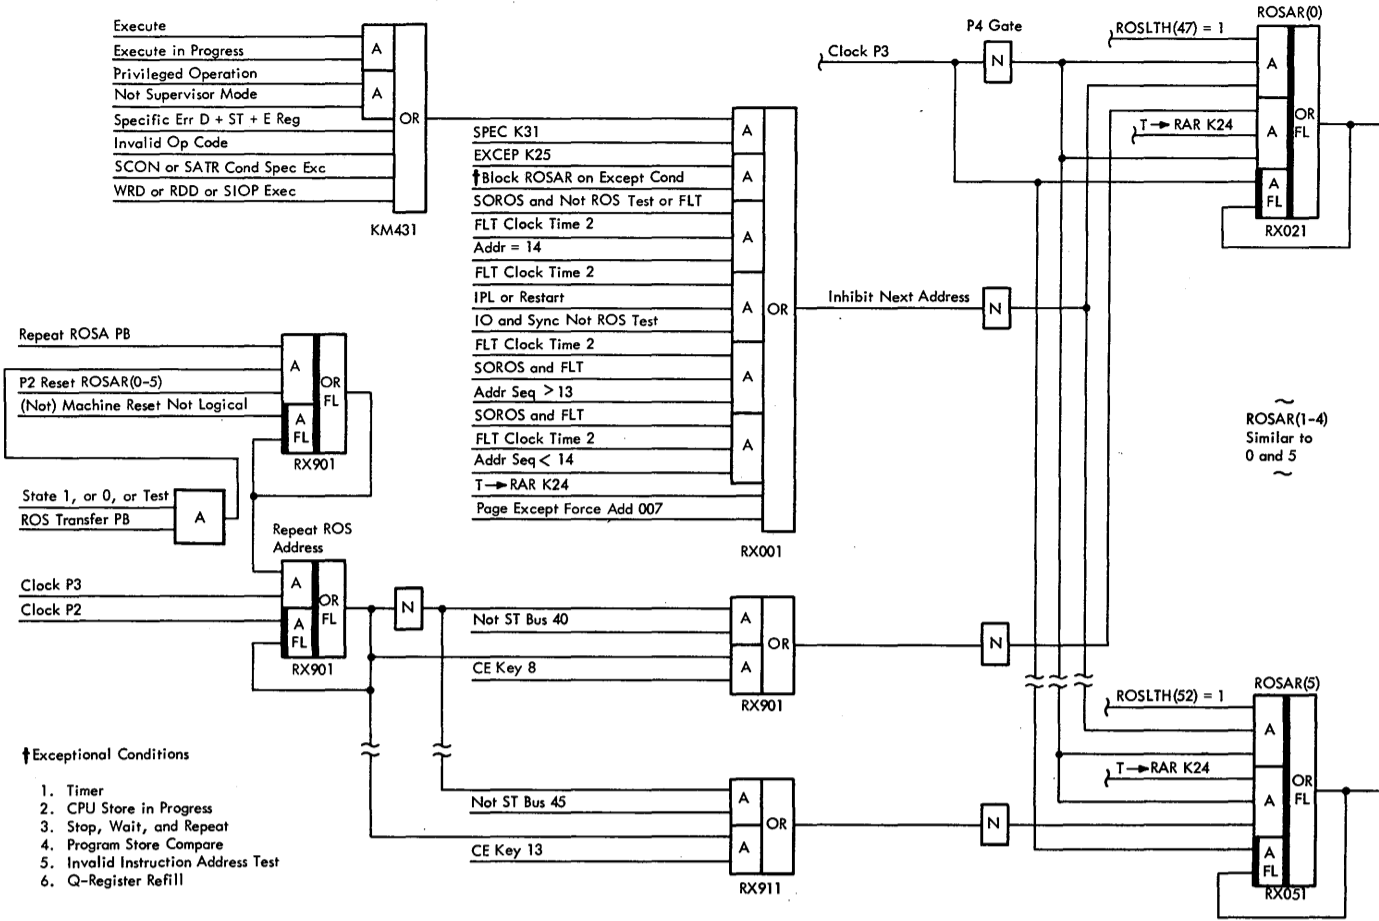 Execute
Execute in Progress
Privileged Operation
Not Supervisor Mode
Specific Err D + ST + E Reg
Invalid Op Code
SCON or SATR Cond Spec Exc
WRD or RDD or SIOP Exec
A
A
OR
KM431
SPEC K31
EXCEP K25
†Block ROSAR on Except Cond
SOROS and Not ROS Test or FLT
FLT Clock Time 2
Addr = 14
FLT Clock Time 2
IPL or Restart
IO and Sync Not ROS Test
FLT Clock Time 2
SOROS and FLT
Addr Seq > 13
SOROS and FLT
FLT Clock Time 2
Addr Seq < 14
T→RAR K24
Page Except Force Add 007
A
A
A
A
A
A
OR
RX001
Clock P3
P4 Gate
N
Inhibit Next Address
N
ROSAR(0)
ROSLTH(47) = 1
A
T→RAR K24
A
A
FL
OR
FL
RX021
~
ROSAR(1-4)
Similar to
0 and 5
~
Repeat ROSA PB
P2 Reset ROSAR(0-5)
(Not) Machine Reset Not Logical
A
A
FL
OR
FL
RX901
State 1, or 0, or Test
ROS Transfer PB
A
Repeat ROS
Address
Clock P3
Clock P2
A
A
FL
OR
FL
RX901
N
Not ST Bus 40
CE Key 8
A
A
OR
RX901
N
Not ST Bus 45
CE Key 13
A
A
OR
RX911
N
ROSAR(5)
ROSLTH(52) = 1
A
T→RAR K24
A
A
FL
OR
FL
RX051
†Exceptional Conditions
1. Timer
2. CPU Store in Progress
3. Stop, Wait, and Repeat
4. Program Store Compare
5. Invalid Instruction Address Test
6. Q-Register Refill